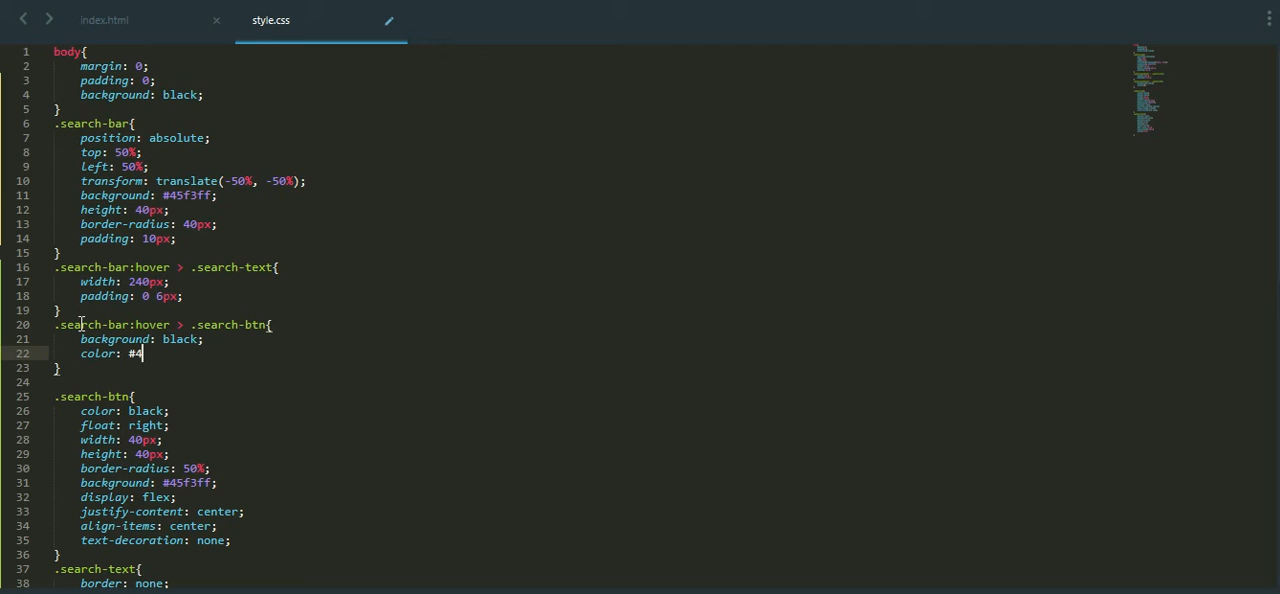 index.html
style.css
1 body{
2 margin: 0;
3 padding: 0;
4 background: black;
5 }
6 .search-bar{
7 position: absolute;
8 top: 50%;
9 left: 50%;
10 transform: translate(-50%, -50%);
11 background: #45f3ff;
12 height: 40px;
13 border-radius: 40px;
14 padding: 10px;
15 }
16 .search-bar:hover > .search-text{
17 width: 240px;
18 padding: 0 6px;
19 }
20 .search-bar:hover > .search-btn{
21 background: black;
22 color: #4
23 }
24
25 .search-btn{
26 color: black;
27 float: right;
28 width: 40px;
29 height: 40px;
30 border-radius: 50%;
31 background: #45f3ff;
32 display: flex;
33 justify-content: center;
34 align-items: center;
35 text-decoration: none;
36 }
37 .search-text{
38 border: none;